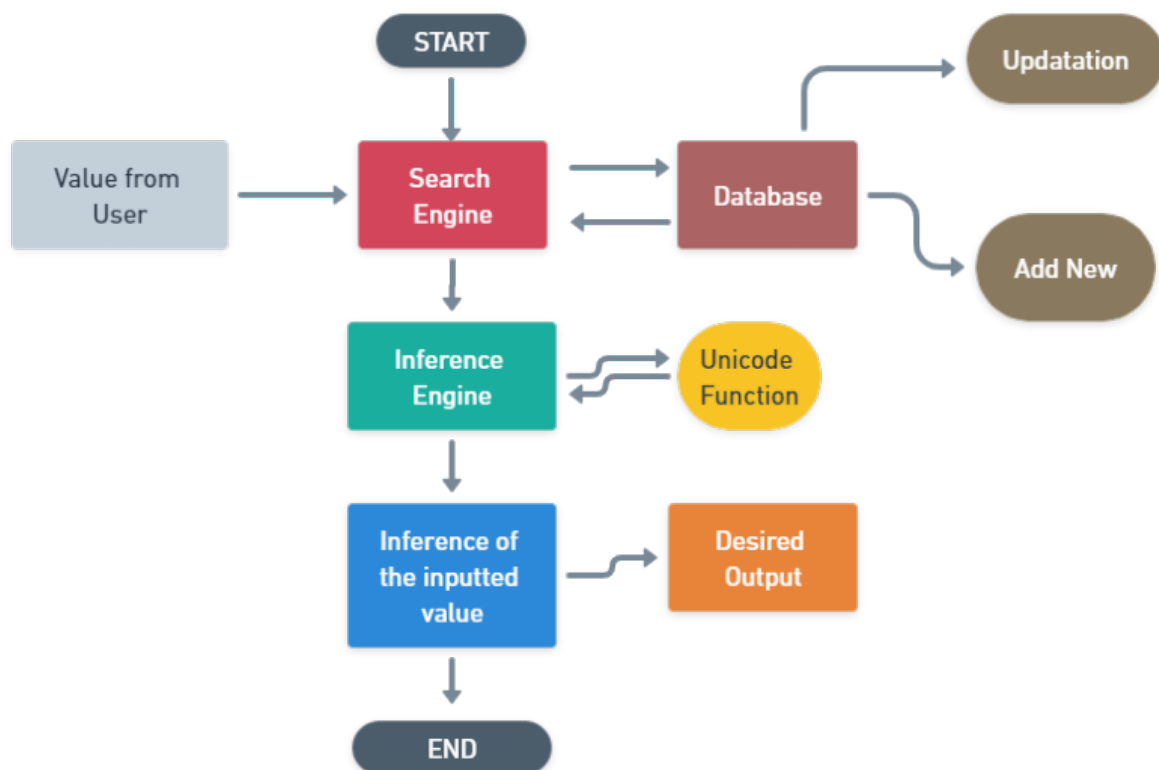 START
Updatation
Value from
User
Search
Engine
Database
Add New
Inference
Engine
Unicode
Function
Inference of
the inputted
value
Desired
Output
END